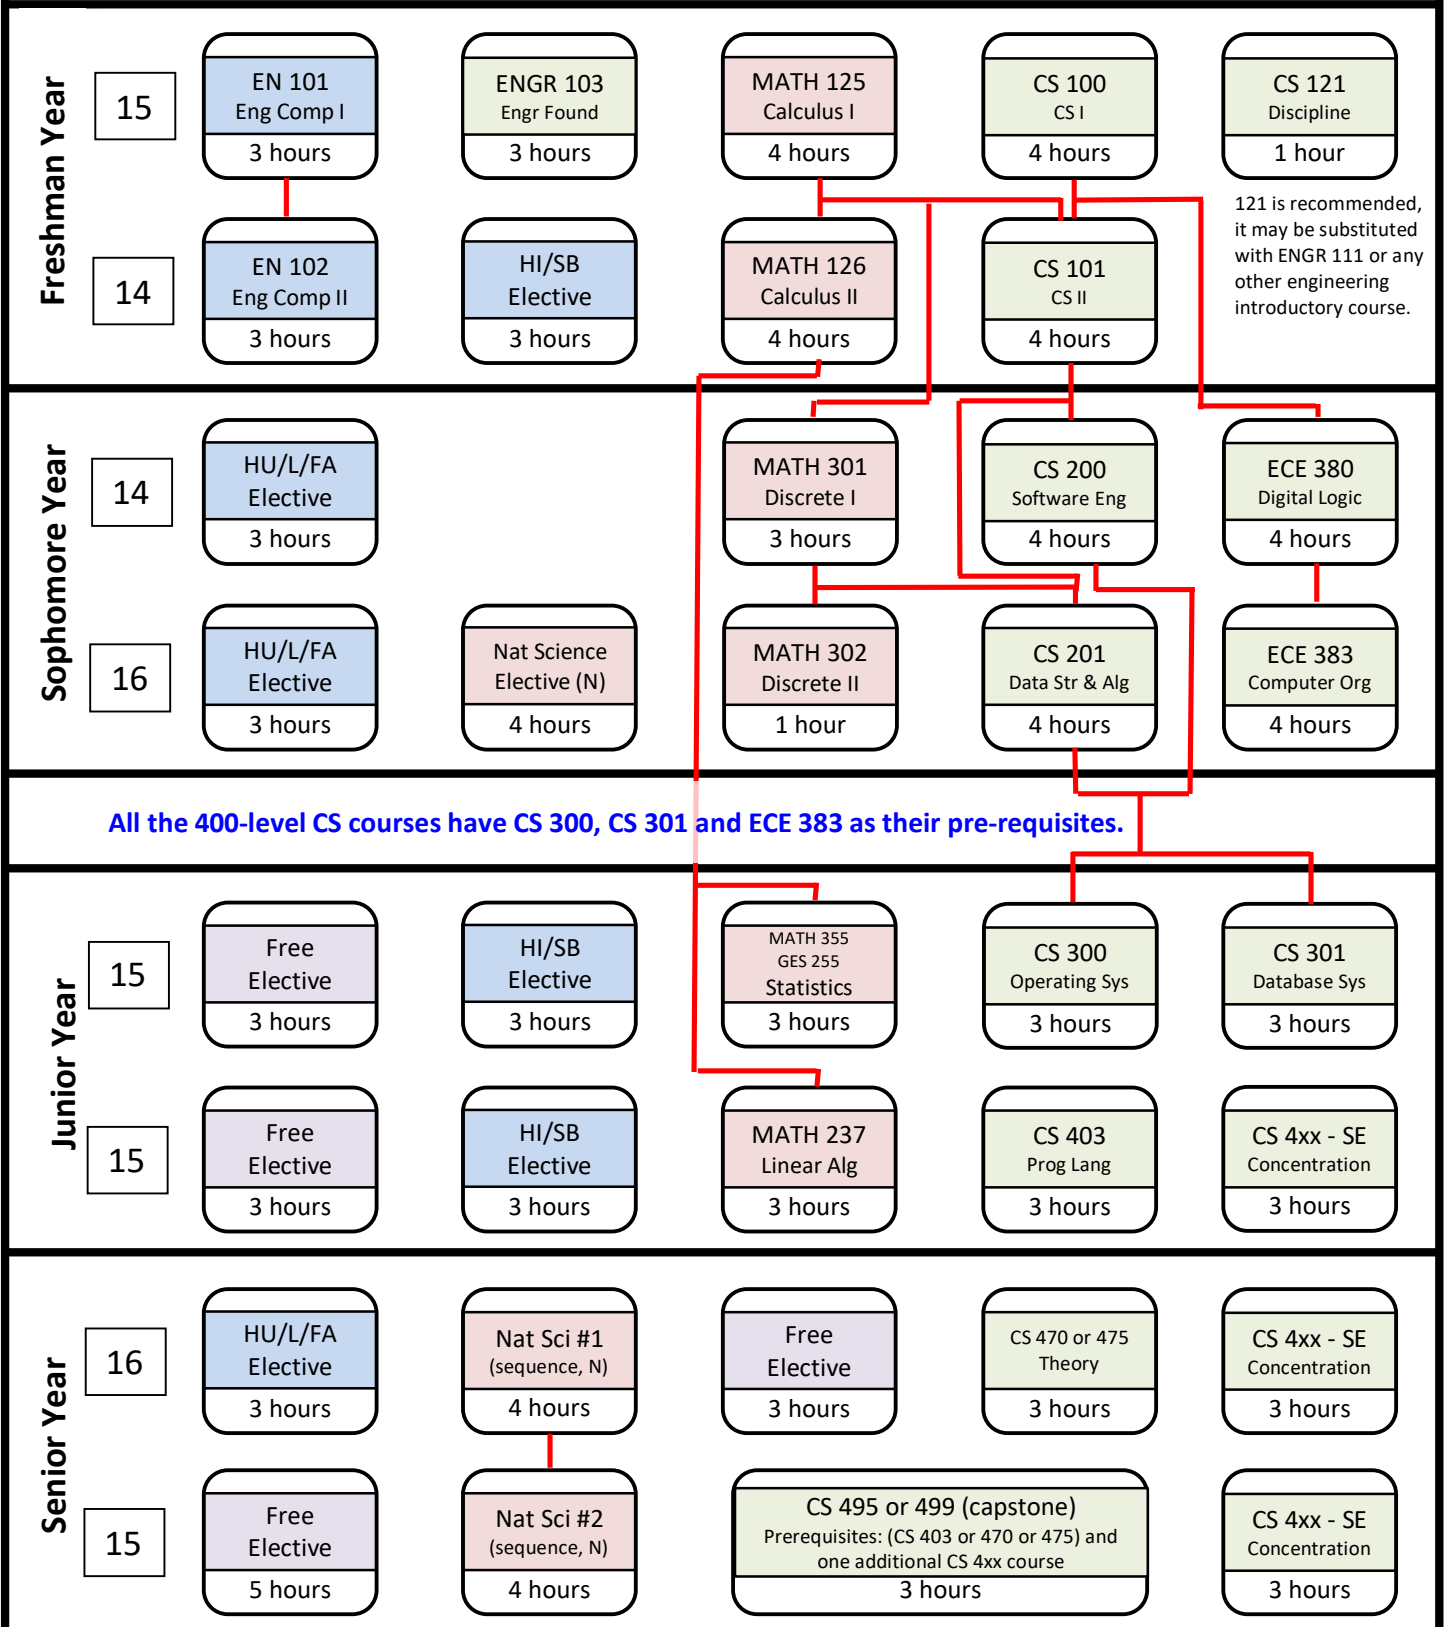 Freshman Year
15
EN 101
Eng Comp I
3 hours
ENGR 103
Engr Found
3 hours
MATH 125
Calculus I
4 hours
CS 100
CS I
4 hours
CS 121
Discipline
1 hour
121 is recommended,
it may be substituted
with ENGR 111 or any
other engineering
introductory course.
14
EN 102
Eng Comp II
3 hours
HI/SB
Elective
3 hours
MATH 126
Calculus II
4 hours
CS 101
CS II
4 hours
Sophomore Year
14
HU/L/FA
Elective
3 hours
MATH 301
Discrete I
3 hours
CS 200
Software Eng
4 hours
ECE 380
Digital Logic
4 hours
16
HU/L/FA
Elective
3 hours
Nat Science
Elective (N)
4 hours
MATH 302
Discrete II
1 hour
CS 201
Data Str & Alg
4 hours
ECE 383
Computer Org
4 hours
All the 400-level CS courses have CS 300, CS 301 and ECE 383 as their pre-requisites.
Junior Year
15
Free
Elective
3 hours
HI/SB
Elective
3 hours
MATH 355
GES 255
Statistics
3 hours
CS 300
Operating Sys
3 hours
CS 301
Database Sys
3 hours
15
Free
Elective
3 hours
HI/SB
Elective
3 hours
MATH 237
Linear Alg
3 hours
CS 403
Prog Lang
3 hours
CS 4xx - SE
Concentration
3 hours
Senior Year
16
HU/L/FA
Elective
3 hours
Nat Sci #1
(sequence, N)
4 hours
Free
Elective
3 hours
CS 470 or 475
Theory
3 hours
CS 4xx - SE
Concentration
3 hours
15
Free
Elective
5 hours
Nat Sci #2
(sequence, N)
4 hours
CS 495 or 499 (capstone)
Prerequisites: (CS 403 or 470 or 475) and
one additional CS 4xx course
3 hours
CS 4xx - SE
Concentration
3 hours